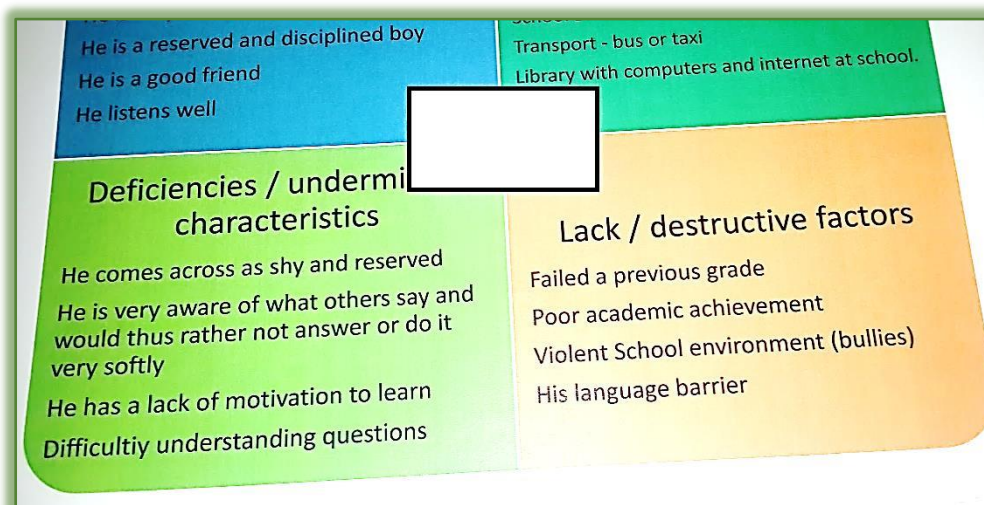 He is a reserved and disciplined boy
He is a good friend
He listens well
Transport - bus or taxi
Library with computers and internet at school.
Deficiencies / undermi
characteristics
He comes across as shy and reserved
He is very aware of what others say and
would thus rather not answer or do it
very softly
He has a lack of motivation to learn
Difficultiy understanding questions
Lack / destructive factors
Failed a previous grade
Poor academic achievement
Violent School environment (bullies)
His language barrier